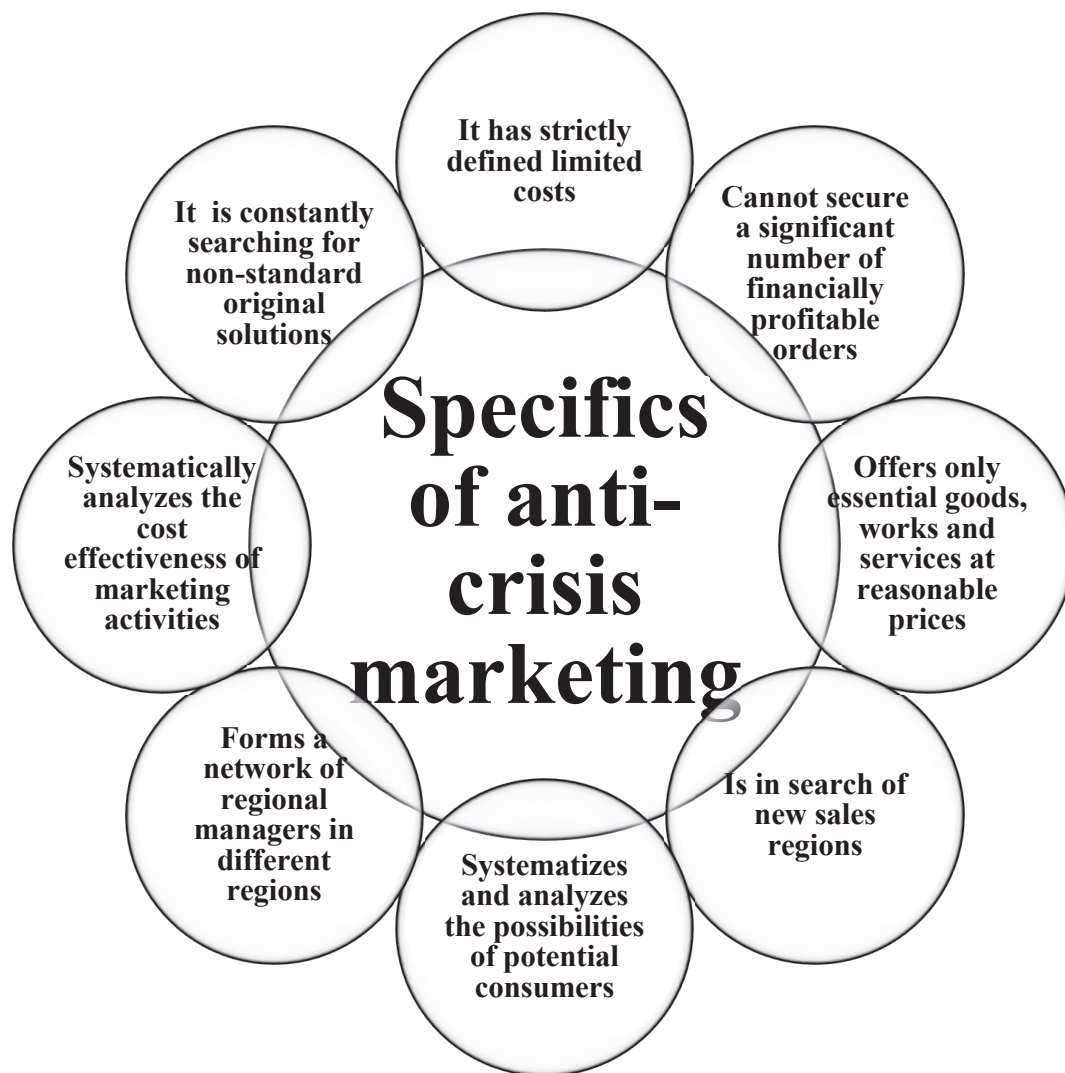 It has strictly
defined limited
costs
Cannot secure
a significant
number of
financially
profitable
orders
Offers only
essential goods,
works and
services at
reasonable
prices
Is in search of
new sales
regions
Systematizes
and analyzes
the possibilities
of potential
consumers
Forms a
network of
regional
managers in
different
regions
Systematically
analyzes the
cost
effectiveness of
marketing
activities
It is constantly
searching for
non-standard
original
solutions
Specifics
of anti-
crisis
marketing